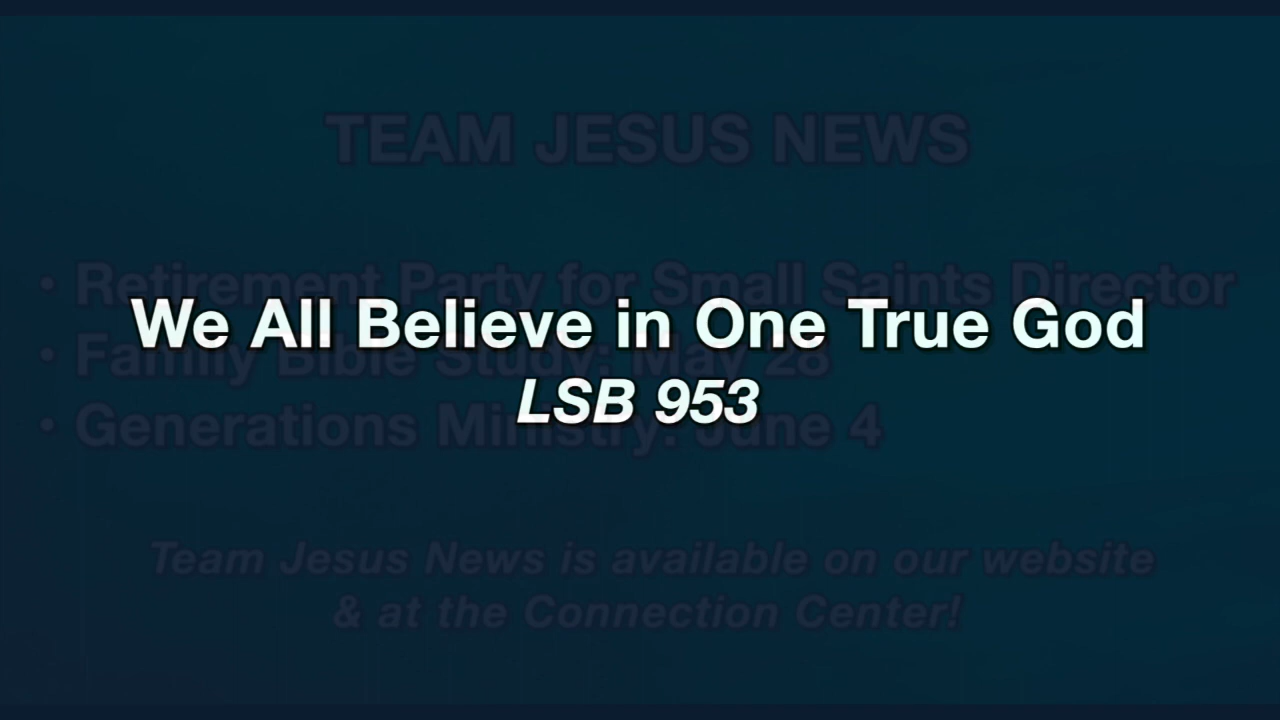 TEAM JESUS NEWS
• Retirement Party for Small Saints Director
We All Believe in One True God
• Family Bible Study: May 28
LSB 953
• Generations Ministry: June 4
Team Jesus News is available on our website
& at the Connection Center!